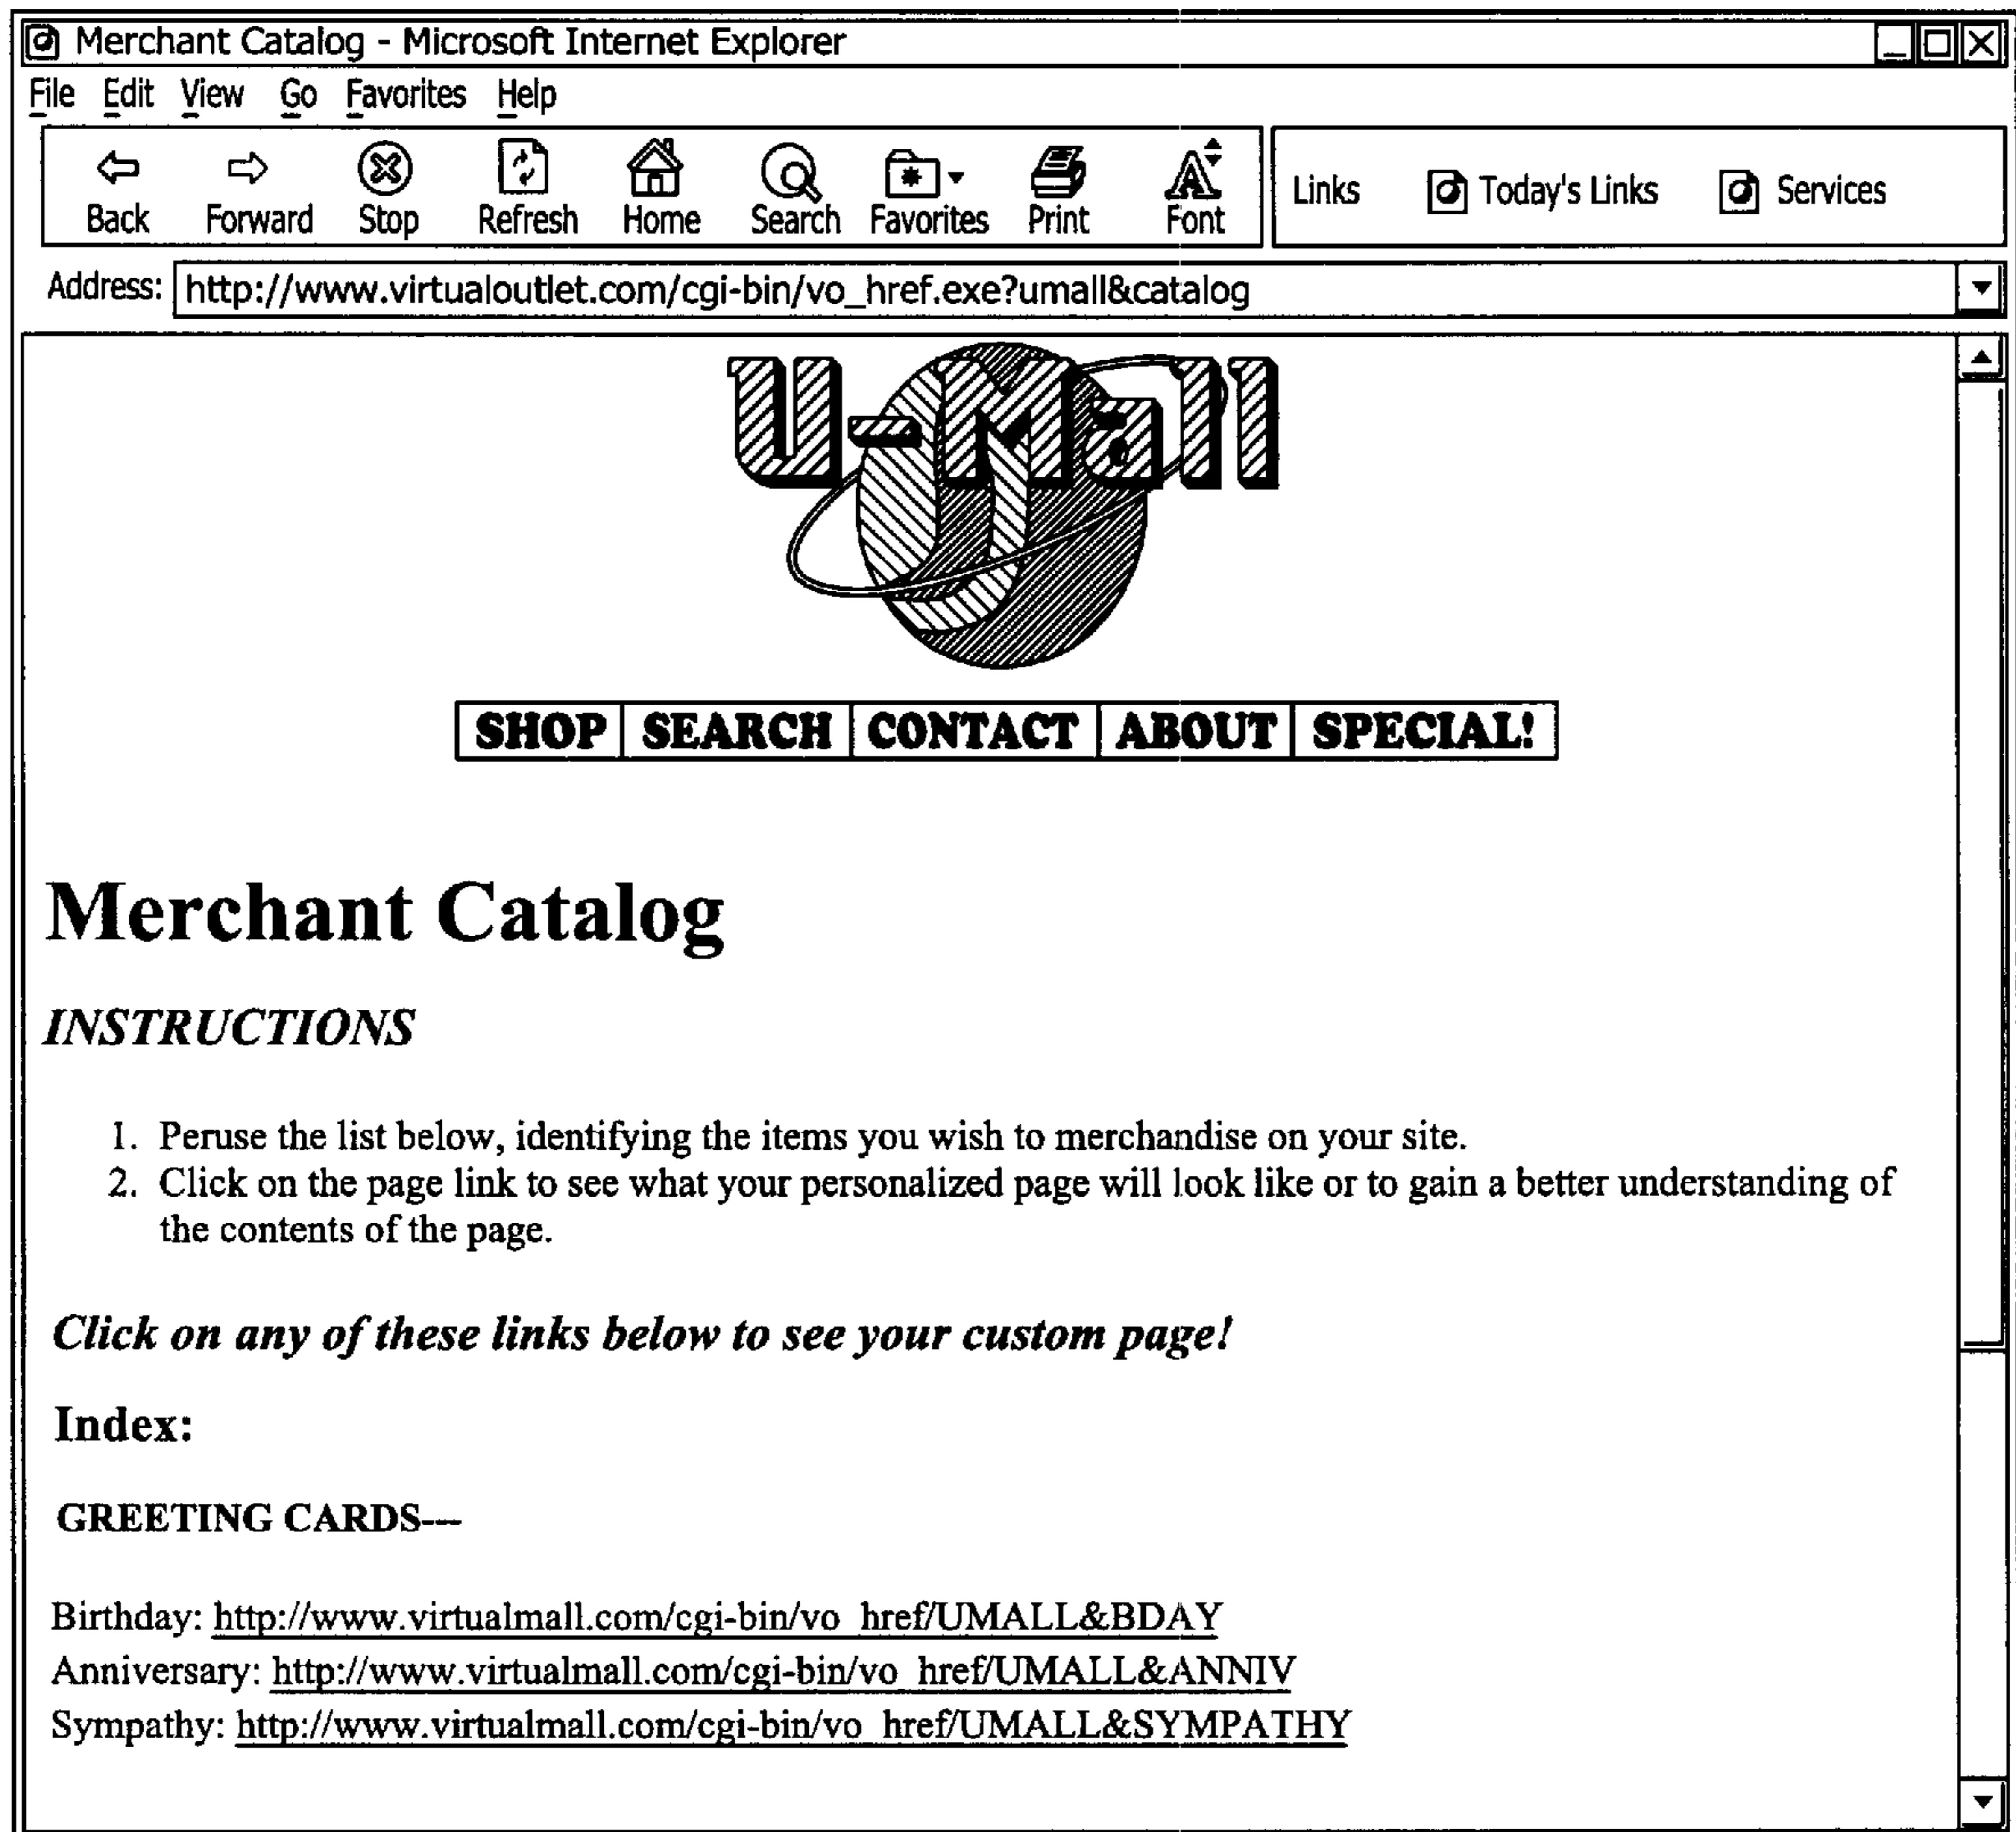 Merchant Catalog - Microsoft Internet Explorer
File Edit View Go Favorites Help
Back Forward Stop Refresh Home Search Favorites Print Font Links Today's Links Services
Address: http://www.virtualoutlet.com/cgi-bin/vo_href.exe?umall&catalog
U-Mall
SHOP SEARCH CONTACT ABOUT SPECIAL!
Merchant Catalog
INSTRUCTIONS
1. Peruse the list below, identifying the items you wish to merchandise on your site.
2. Click on the page link to see what your personalized page will look like or to gain a better understanding of
the contents of the page.
Click on any of these links below to see your custom page!
Index:
GREETING CARDS---
Birthday: http://www.virtualmall.com/cgi-bin/vo_href/UMALL&BDAY
Anniversary: http://www.virtualmall.com/cgi-bin/vo_href/UMALL&ANNIV
Sympathy: http://www.virtualmall.com/cgi-bin/vo_href/UMALL&SYMPATHY